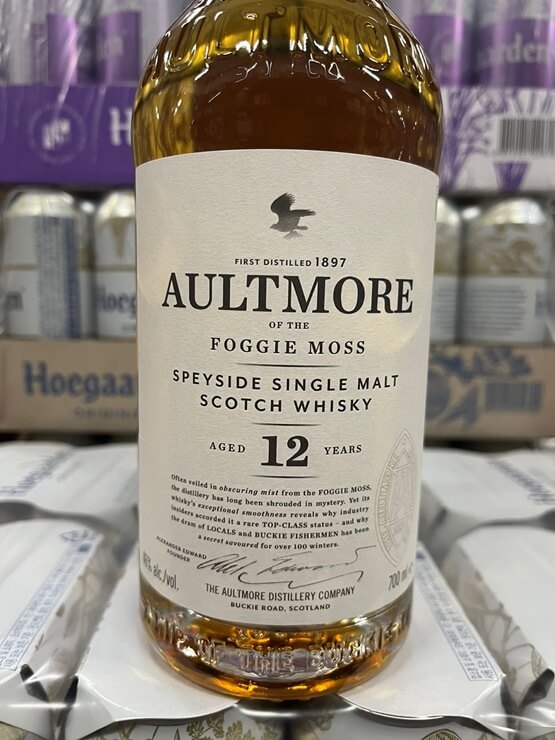 AULTMORE
FIRST DISTILLED 1897
AULTMORE
OF THE
FOGGIE MOSS
SPEYSIDE SINGLE MALT
SCOTCH WHISKY
AGED 12 YEARS
Often veiled in obscuring mist from the FOGGIE MOSS,
the distillery has long been shrouded in mystery. Yet its
whisky's exceptional smoothness reveals why industry
insiders accorded it a rare TOP-CLASS status – and why
the dram of LOCALS and BUCKIE FISHERMEN has been
a secret savoured for over 100 winters.
ALEXANDER EDWARD
FOUNDER
alc./vol.
700 ml
THE AULTMORE DISTILLERY COMPANY
BUCKIE ROAD, SCOTLAND
OF THE
Hoegaa